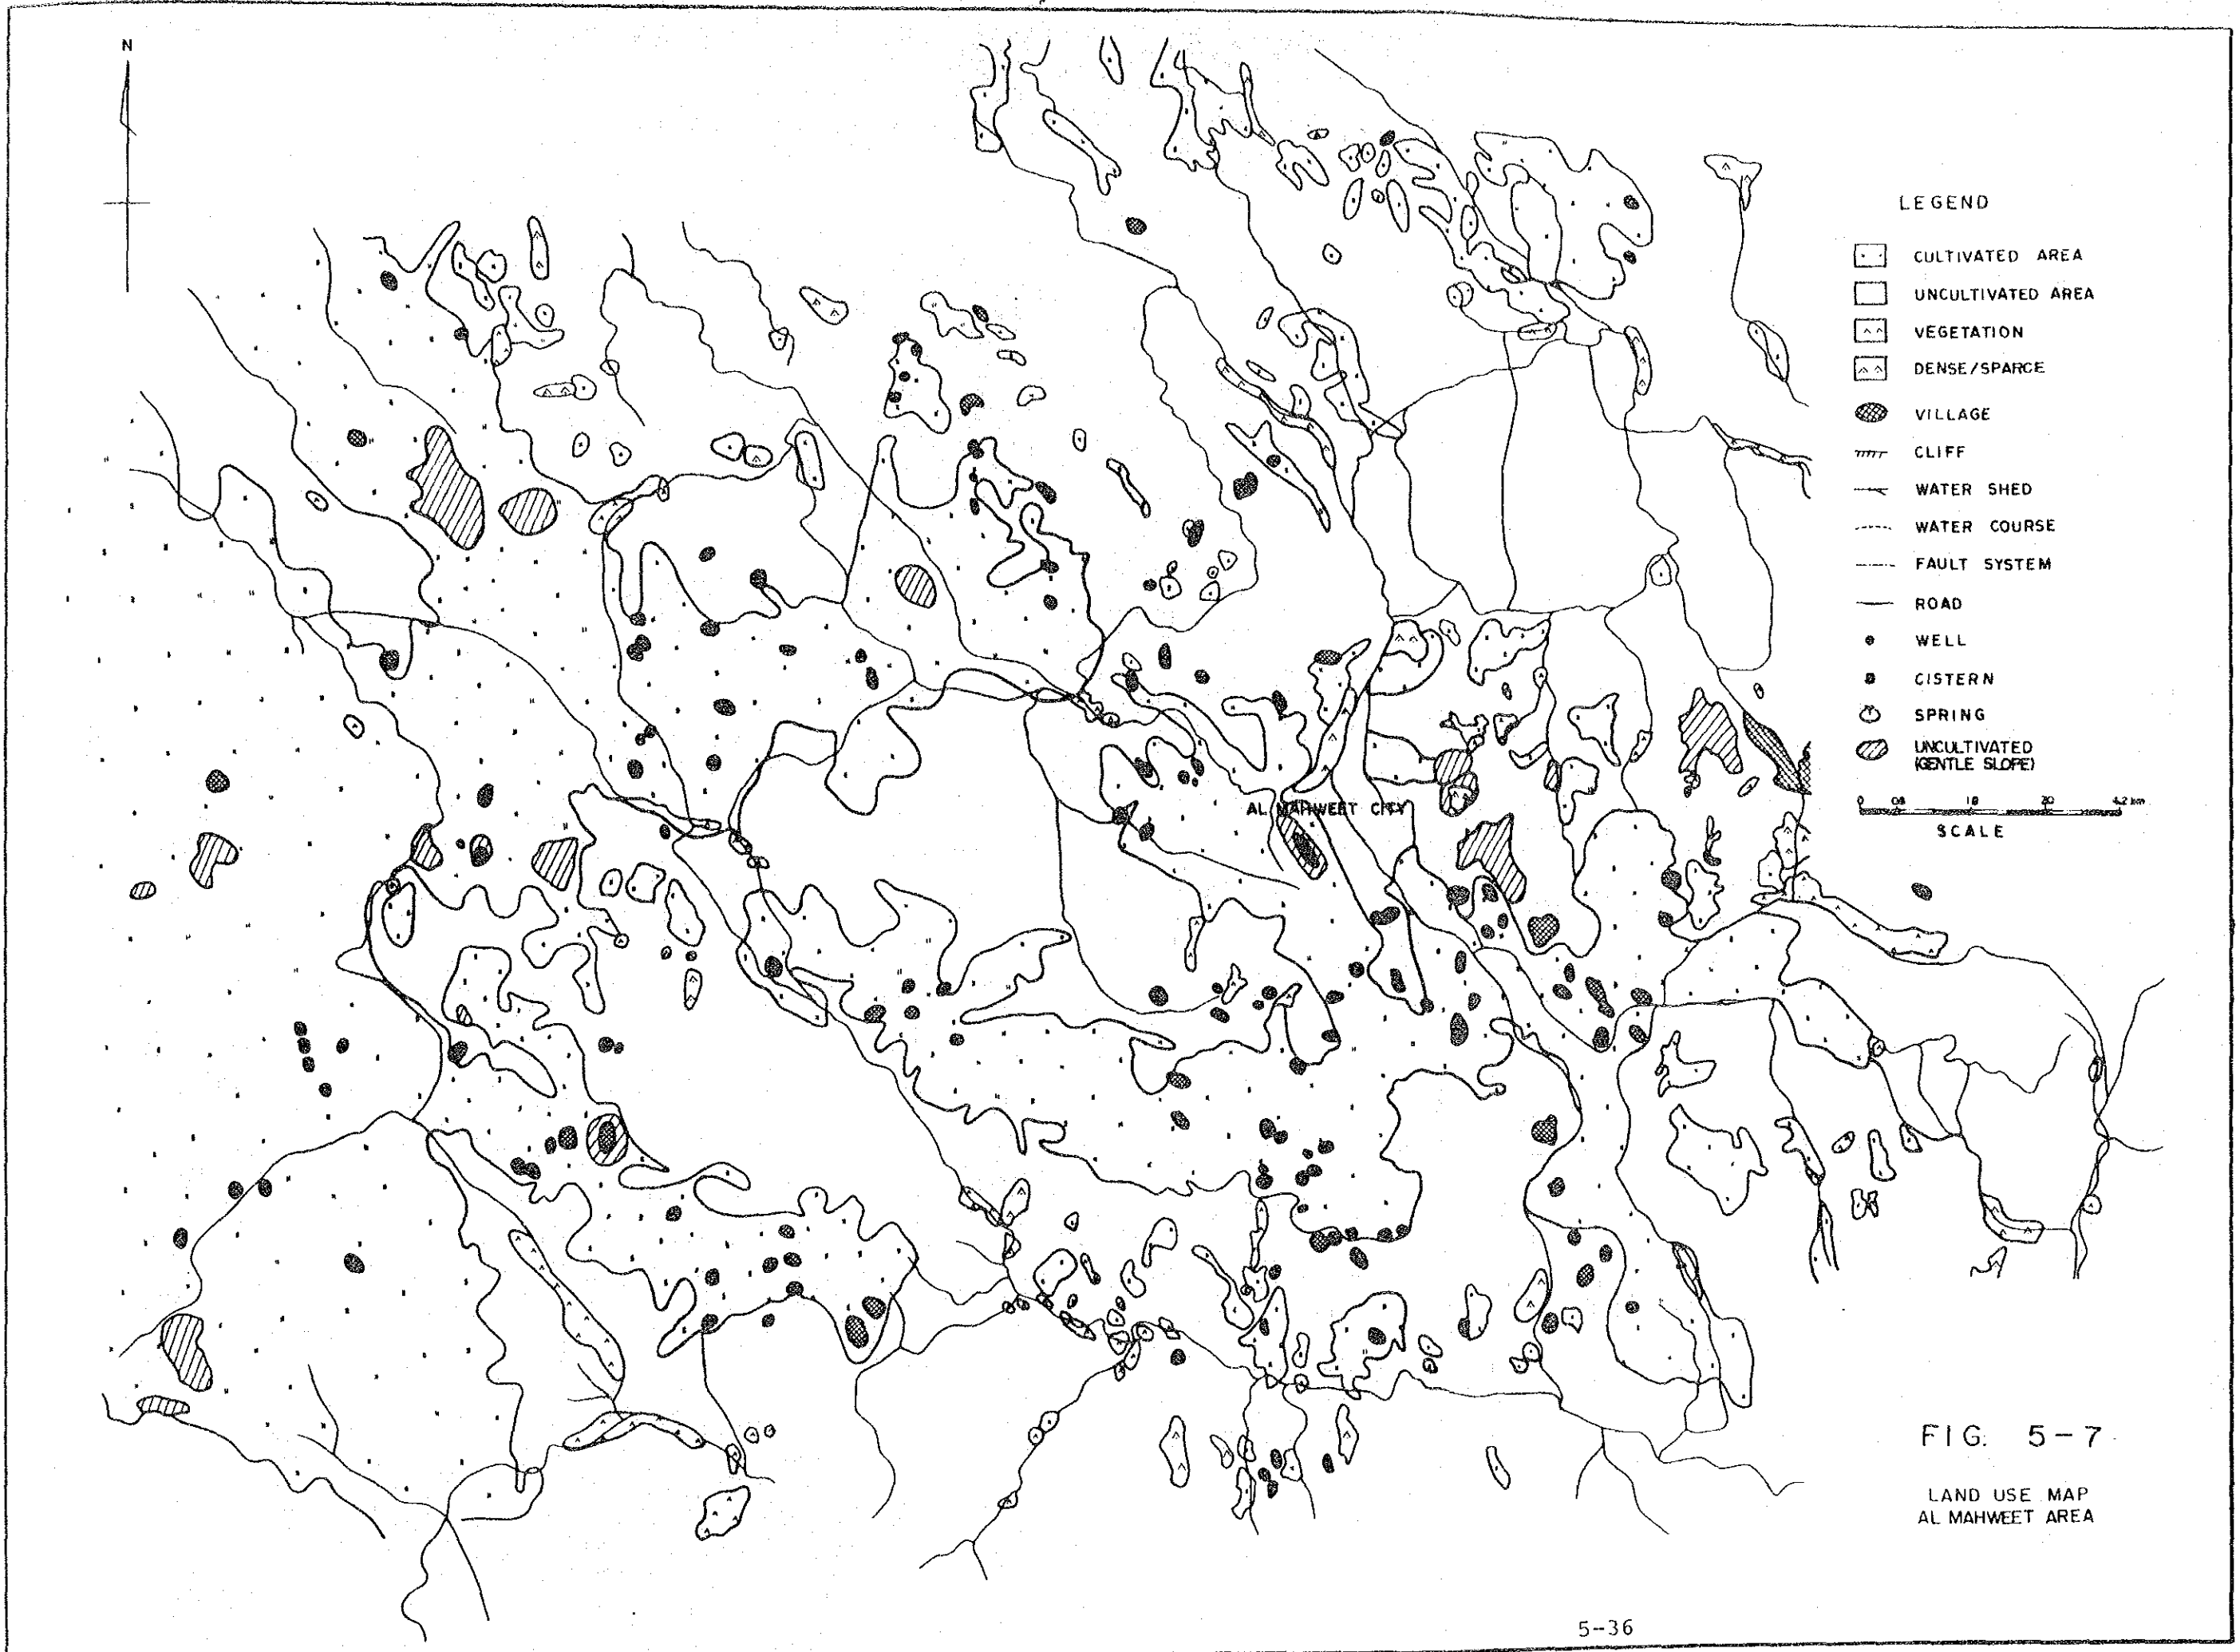 N
LEGEND
CULTIVATED AREA
UNCULTIVATED AREA
VEGETATION
DENSE/SPARCE
VILLAGE
CLIFF
WATER SHED
WATER COURSE
FAULT SYSTEM
ROAD
WELL
CISTERN
SPRING
UNCULTIVATED
(GENTLE SLOPE)
SCALE
AL MAHWEET CITY
FIG. 5-7
LAND USE MAP
AL MAHWEET AREA
5-36